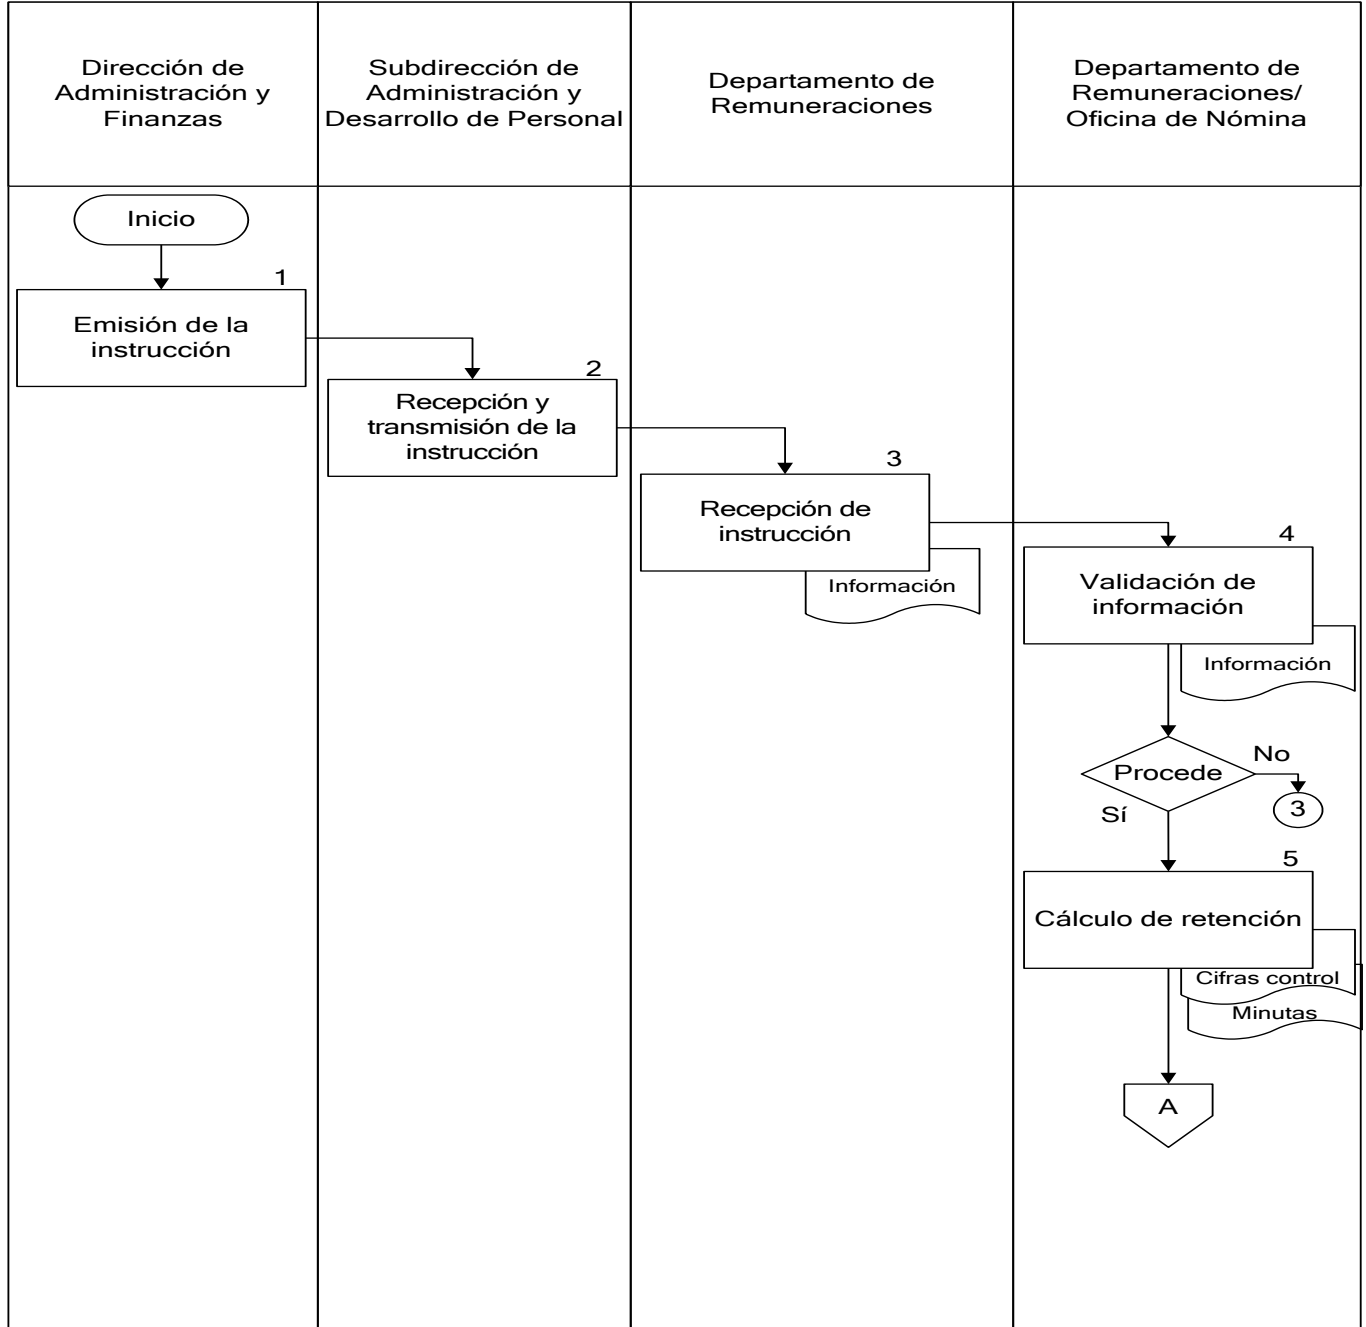 Dirección de
Administración y
Finanzas
Subdirección de
Administración y
Desarrollo de Personal
Departamento de
Remuneraciones
Departamento de
Remuneraciones/
Oficina de Nómina
Inicio
1
Emisión de la
instrucción
2
Recepción y
transmisión de la
instrucción
3
Recepción de
instrucción
Información
4
Validación de
información
Información
Procede
No
3
Sí
5
Cálculo de retención
Cifras control
Minutas
A